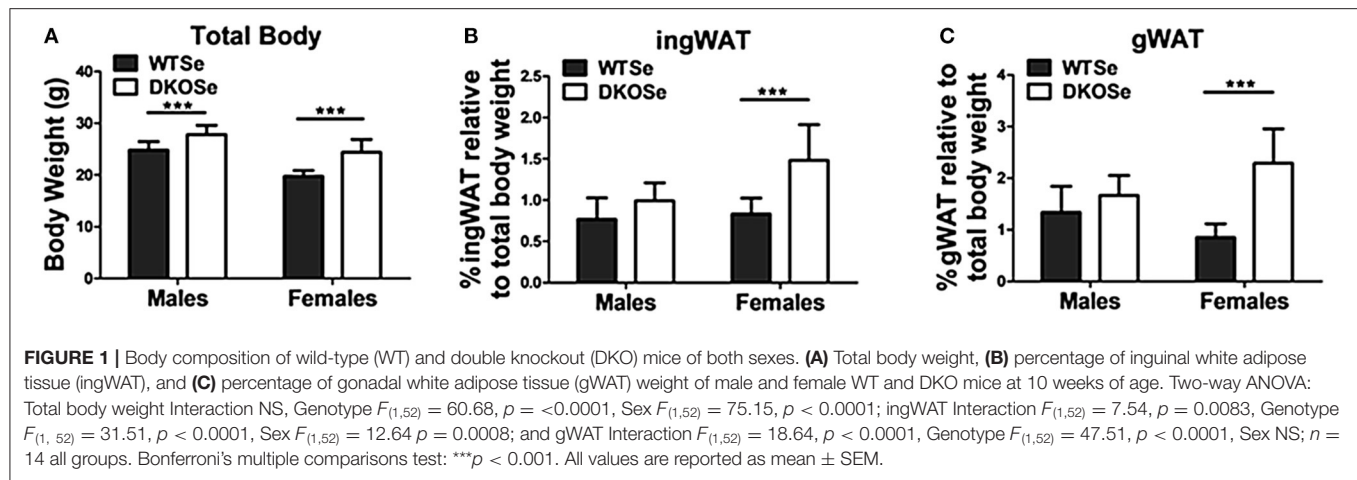 A
Total Body
WTSe
DKOSe
Body Weight (g)
40
30
20
10
0
***
***
Males
Females
B
ingWAT
WTSe
DKOSe
%ingWAT relative
to total body weight
2.5
2.0
1.5
1.0
0.5
0.0
***
Males
Females
C
gWAT
WTSe
DKOSe
%gWAT relative to
total body weight
4
3
2
1
0
***
Males
Females
FIGURE 1 | Body composition of wild-type (WT) and double knockout (DKO) mice of both sexes. (A) Total body weight, (B) percentage of inguinal white adipose
tissue (ingWAT), and (C) percentage of gonadal white adipose tissue (gWAT) weight of male and female WT and DKO mice at 10 weeks of age. Two-way ANOVA:
Total body weight Interaction NS, Genotype F(1,52) = 60.68, p = <0.0001, Sex F(1,52) = 75.15, p < 0.0001; ingWAT Interaction F(1,52) = 7.54, p = 0.0083, Genotype
F(1, 52) = 31.51, p < 0.0001, Sex F(1,52) = 12.64 p = 0.0008; and gWAT Interaction F(1,52) = 18.64, p < 0.0001, Genotype F(1,52) = 47.51, p < 0.0001, Sex NS; n =
14 all groups. Bonferroni's multiple comparisons test: ***p < 0.001. All values are reported as mean ± SEM.